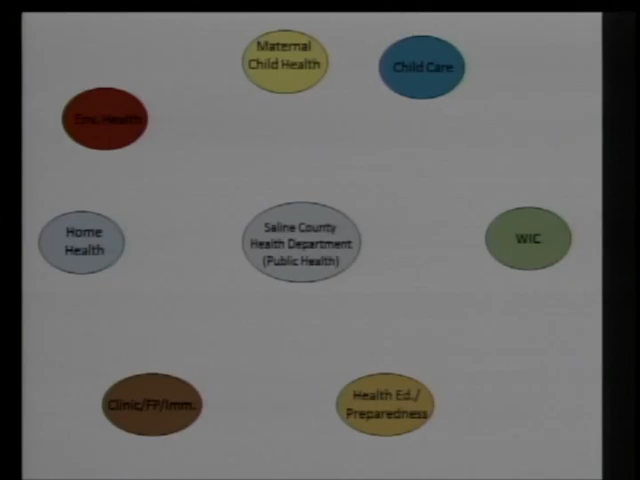 Maternal
Child Health
Child Care
Env. Health
Home
Health
Saline County
Health Department
(Public Health)
WIC
Clinic/FP/Imm.
Health Ed./
Preparedness